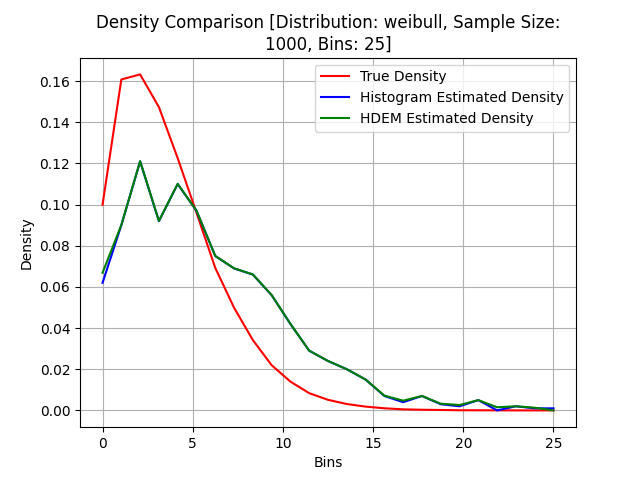 Density Comparison [Distribution: weibull, Sample Size:
1000, Bins: 25]
True Density
Histogram Estimated Density
HDEM Estimated Density
Density
0.16
0.14
0.12
0.10
0.08
0.06
0.04
0.02
0.00
0 5 10 15 20 25
Bins